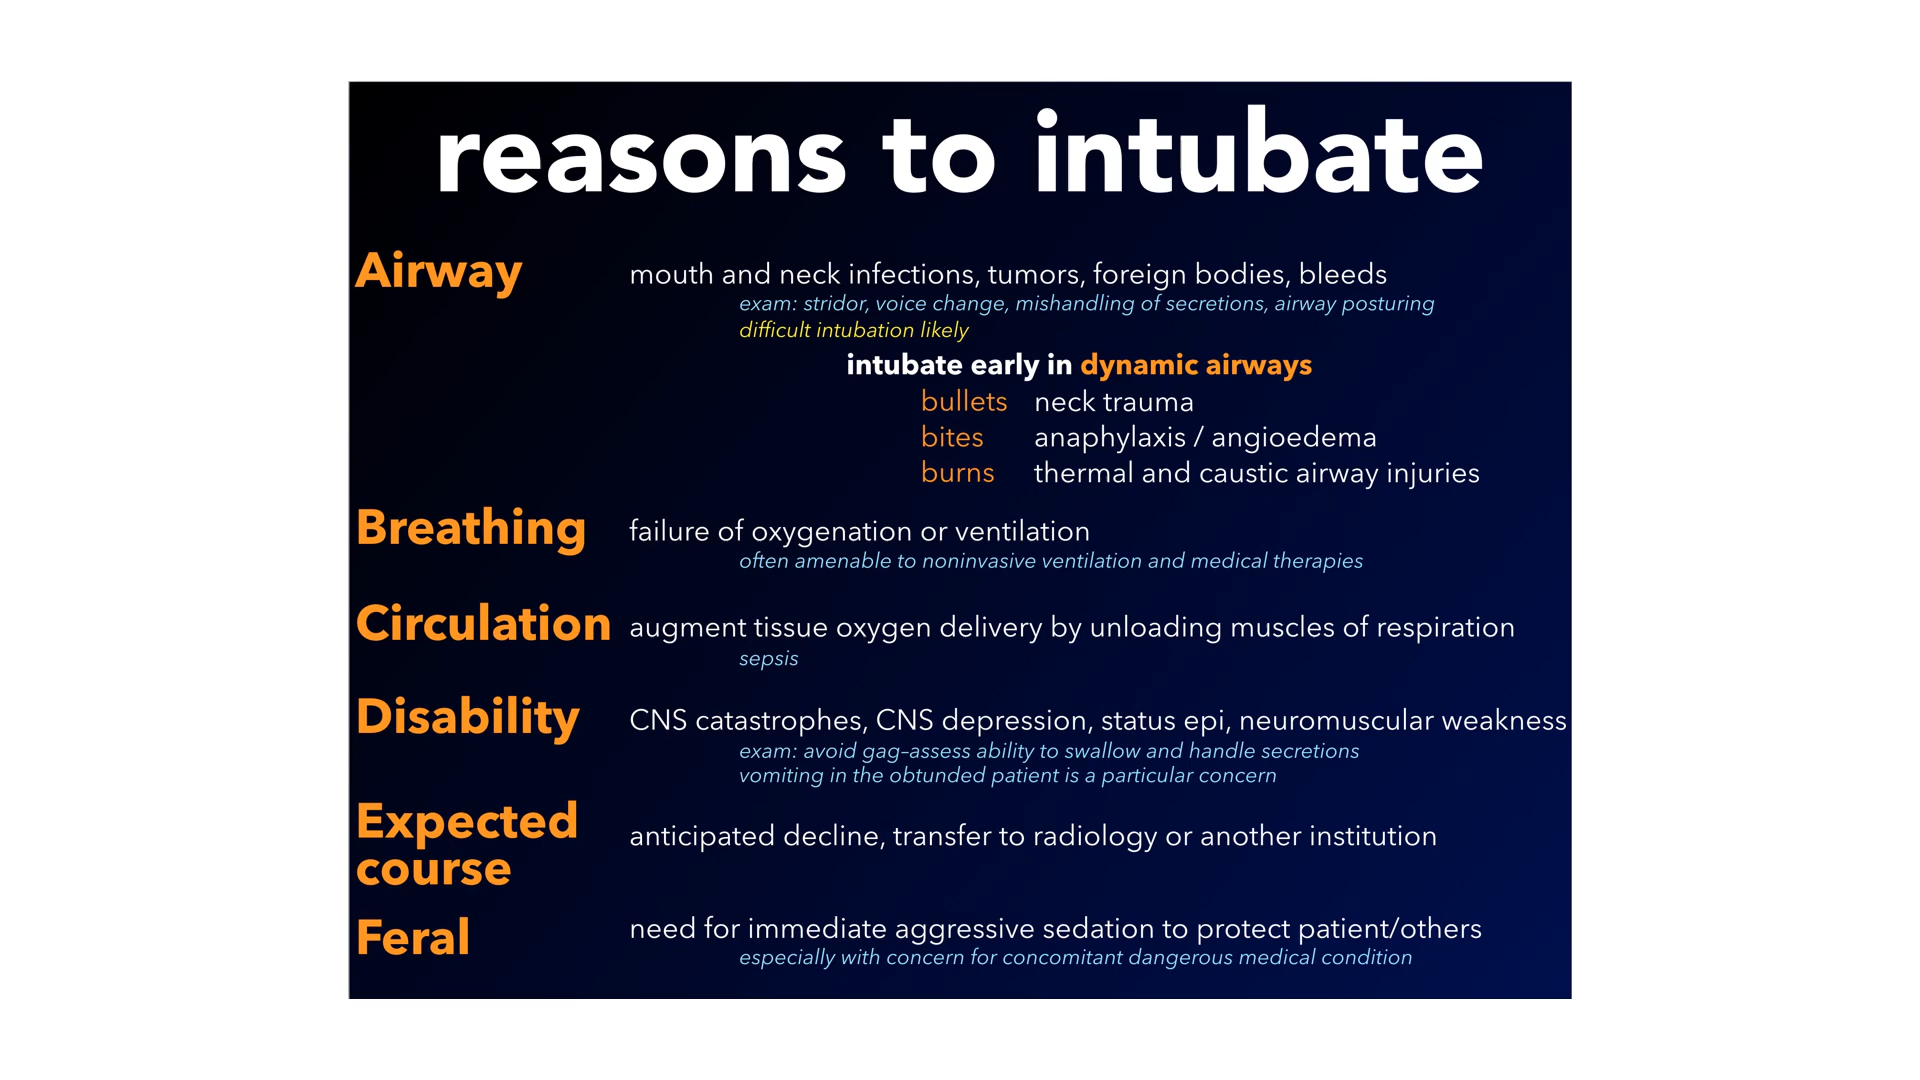 reasons to intubate
Airway mouth and neck infections, tumors, foreign bodies, bleeds
exam: stridor, voice change, mishandling of secretions, airway posturing
difficult intubation likely
intubate early in dynamic airways
bullets neck trauma
bites anaphylaxis / angioedema
burns thermal and caustic airway injuries
Breathing failure of oxygenation or ventilation
often amenable to noninvasive ventilation and medical therapies
Circulation augment tissue oxygen delivery by unloading muscles of respiration
sepsis
Disability CNS catastrophes, CNS depression, status epi, neuromuscular weakness
exam: avoid gag–assess ability to swallow and handle secretions
vomiting in the obtunded patient is a particular concern
Expected
course
anticipated decline, transfer to radiology or another institution
Feral need for immediate aggressive sedation to protect patient/others
especially with concern for concomitant dangerous medical condition